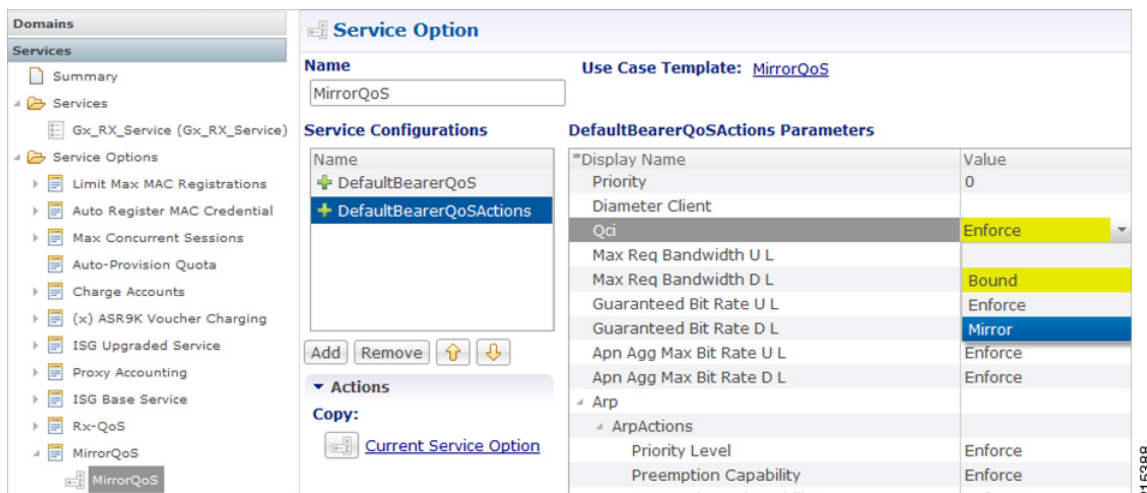 Domains
Services
Summary
Services
Gx_RX_Service (Gx_RX_Service)
Service Options
Limit Max MAC Registrations
Auto Register MAC Credential
Max Concurrent Sessions
Auto-Provision Quota
Charge Accounts
(x) ASR9K Voucher Charging
ISG Upgraded Service
Proxy Accounting
ISG Base Service
Rx-QoS
MirrorQoS
MirrorQoS
Service Option
Name
MirrorQoS
Use Case Template: MirrorQoS
Service Configurations
Name
DefaultBearerQoS
DefaultBearerQoSActions
Add Remove
Actions
Copy:
Current Service Option
DefaultBearerQoSActions Parameters
*Display Name Value
Priority 0
Diameter Client
Qci Enforce
Max Req Bandwidth U L
Max Req Bandwidth D L Bound
Guaranteed Bit Rate U L Enforce
Guaranteed Bit Rate D L Mirror
Apn Agg Max Bit Rate U L Enforce
Apn Agg Max Bit Rate D L Enforce
Arp
ArpActions
Priority Level Enforce
Preemption Capability Enforce